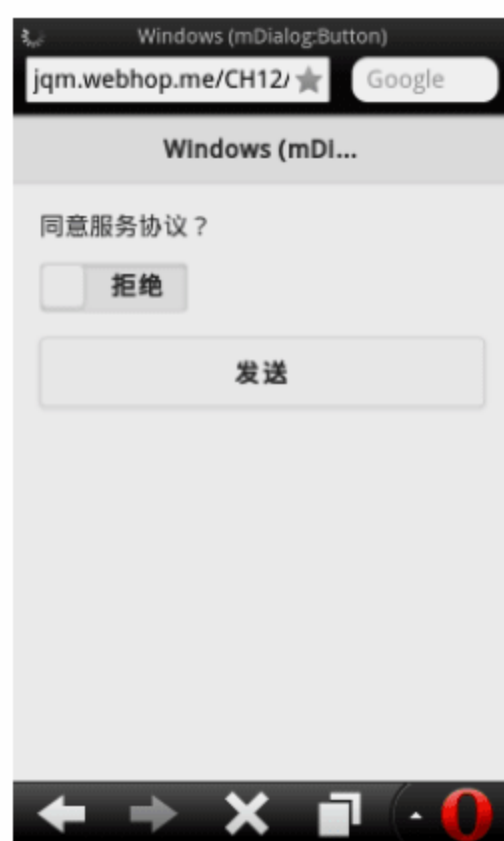 Windows (mDialog:Button)
jqm.webhop.me/CH12/ Google
Windows (mDi...
同意服务协议？
拒绝
发送